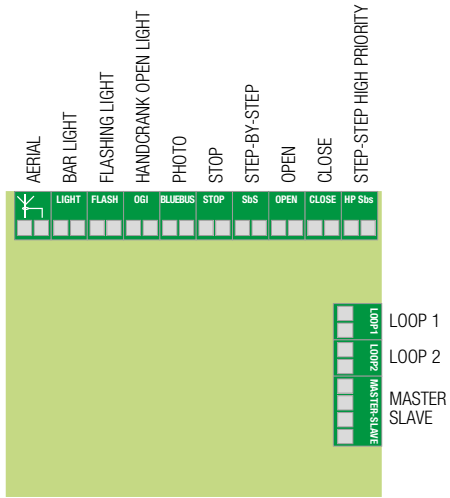 AERIAL
BAR LIGHT
FLASHING LIGHT
HANDCRANK OPEN LIGHT
PHOTO
STOP
STEP-BY-STEP
OPEN
CLOSE
STEP-STEP HIGH PRIORITY
LIGHT FLASH OGI BLUEBUS STOP SbS OPEN CLOSE HP Sbs
LOOP1 LOOP 1
LOOP2 LOOP 2
MASTER-SLAVE MASTER
SLAVE